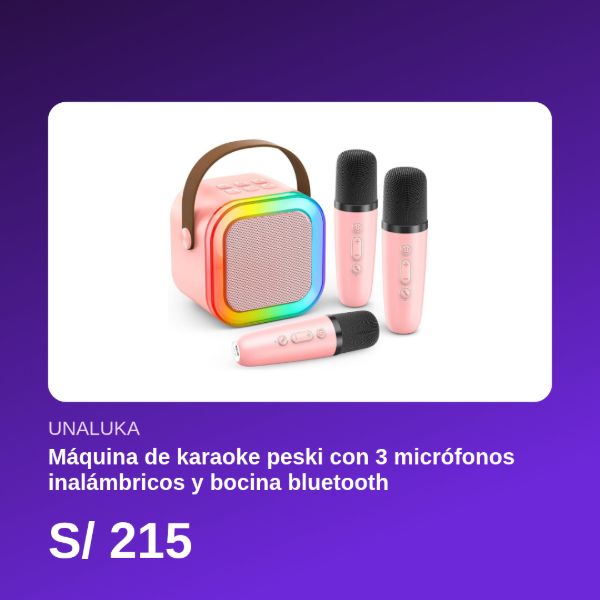 UNALUKA
Máquina de karaoke peski con 3 micrófonos
inalámbricos y bocina bluetooth
S/ 215